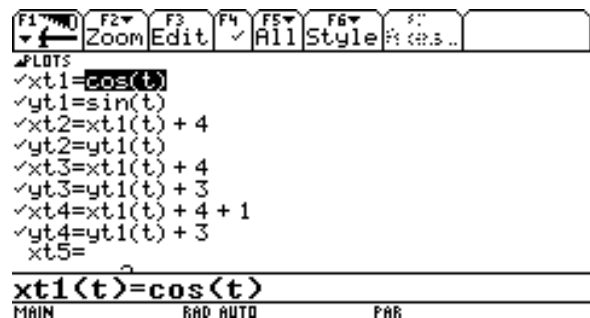 F1 F2 F3 F4 F5 F6
Zoom Edit ✓ All Style
PLOTS
✓xt1=cos(t)
✓yt1=sin(t)
✓xt2=xt1(t) + 4
✓yt2=yt1(t)
✓xt3=xt1(t) + 4
✓yt3=yt1(t) + 3
✓xt4=xt1(t) + 4 + 1
✓yt4=yt1(t) + 3
xt5=
xt1(t)=cos(t)
MAIN RAD AUTO PAR